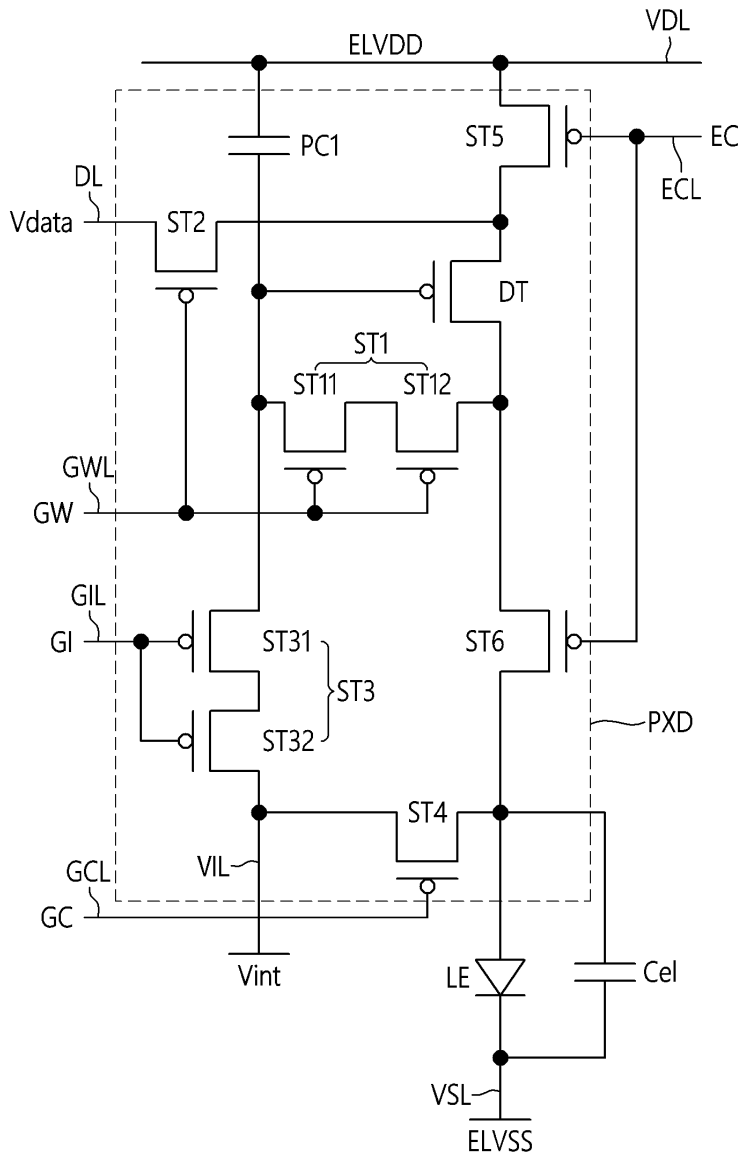 VDL
ELVDD
PC1
ST5
EC
ECL
DL
Vdata
ST2
DT
ST1
ST11
ST12
GWL
GW
GIL
GI
ST31
ST6
ST3
ST32
PXD
ST4
VIL
GCL
GC
Vint
LE
Cel
VSL
ELVSS